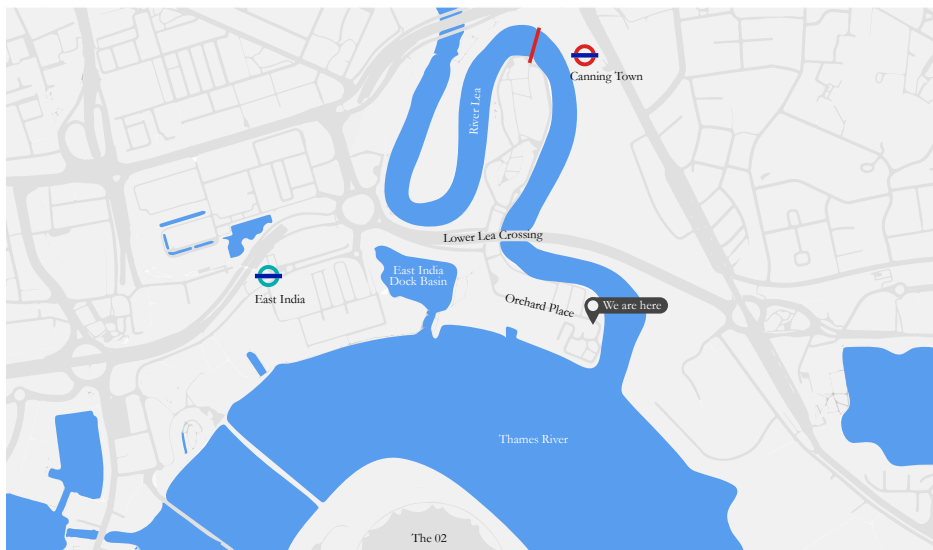 Canning Town
River Lea
Lower Lea Crossing
East India
Dock Basin
East India
Orchard Place
We are here
Thames River
The 02